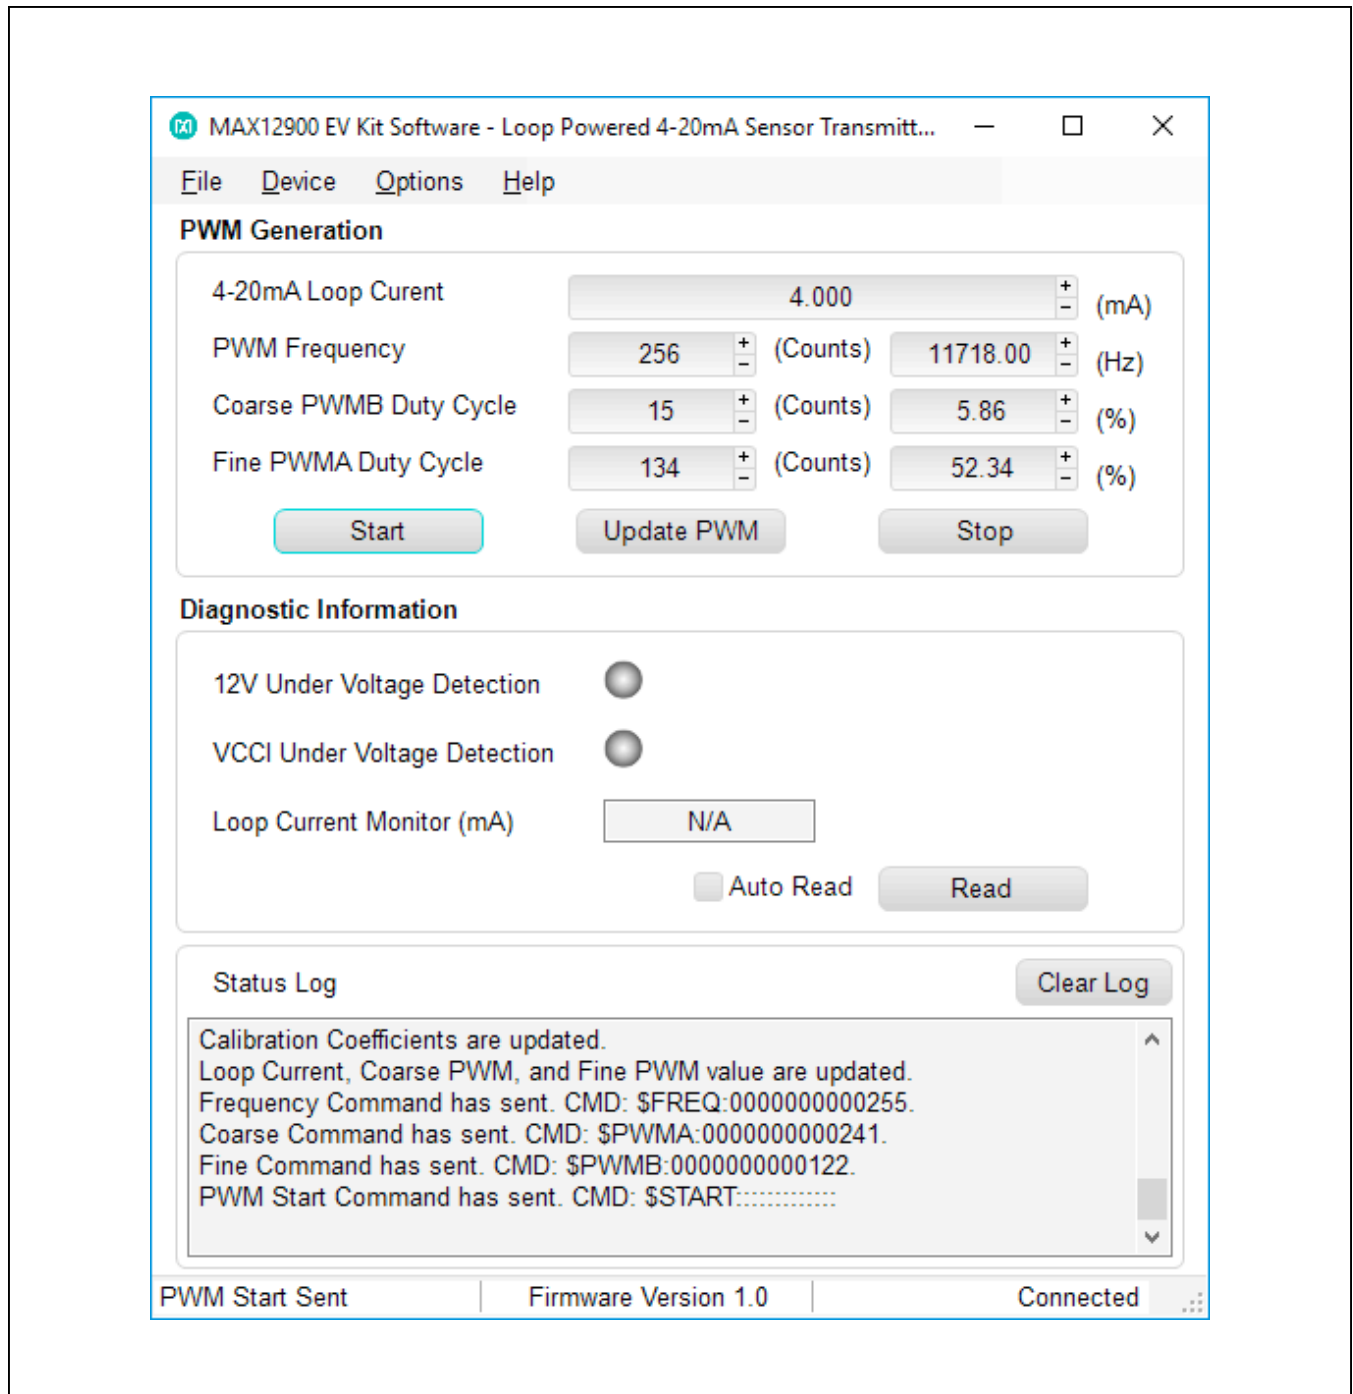 MAX12900 EV Kit Software - Loop Powered 4-20mA Sensor Transmitt...
File Device Options Help
PWM Generation
4-20mA Loop Curent 4.000 (mA)
PWM Frequency 256 (Counts) 11718.00 (Hz)
Coarse PWMB Duty Cycle 15 (Counts) 5.86 (%)
Fine PWMA Duty Cycle 134 (Counts) 52.34 (%)
Start Update PWM Stop
Diagnostic Information
12V Under Voltage Detection
VCCI Under Voltage Detection
Loop Current Monitor (mA) N/A
Auto Read Read
Status Log Clear Log
Calibration Coefficients are updated.
Loop Current, Coarse PWM, and Fine PWM value are updated.
Frequency Command has sent. CMD: $FREQ:0000000000255.
Coarse Command has sent. CMD: $PWMA:0000000000241.
Fine Command has sent. CMD: $PWMB:0000000000122.
PWM Start Command has sent. CMD: $START:::::::::::::
PWM Start Sent Firmware Version 1.0 Connected